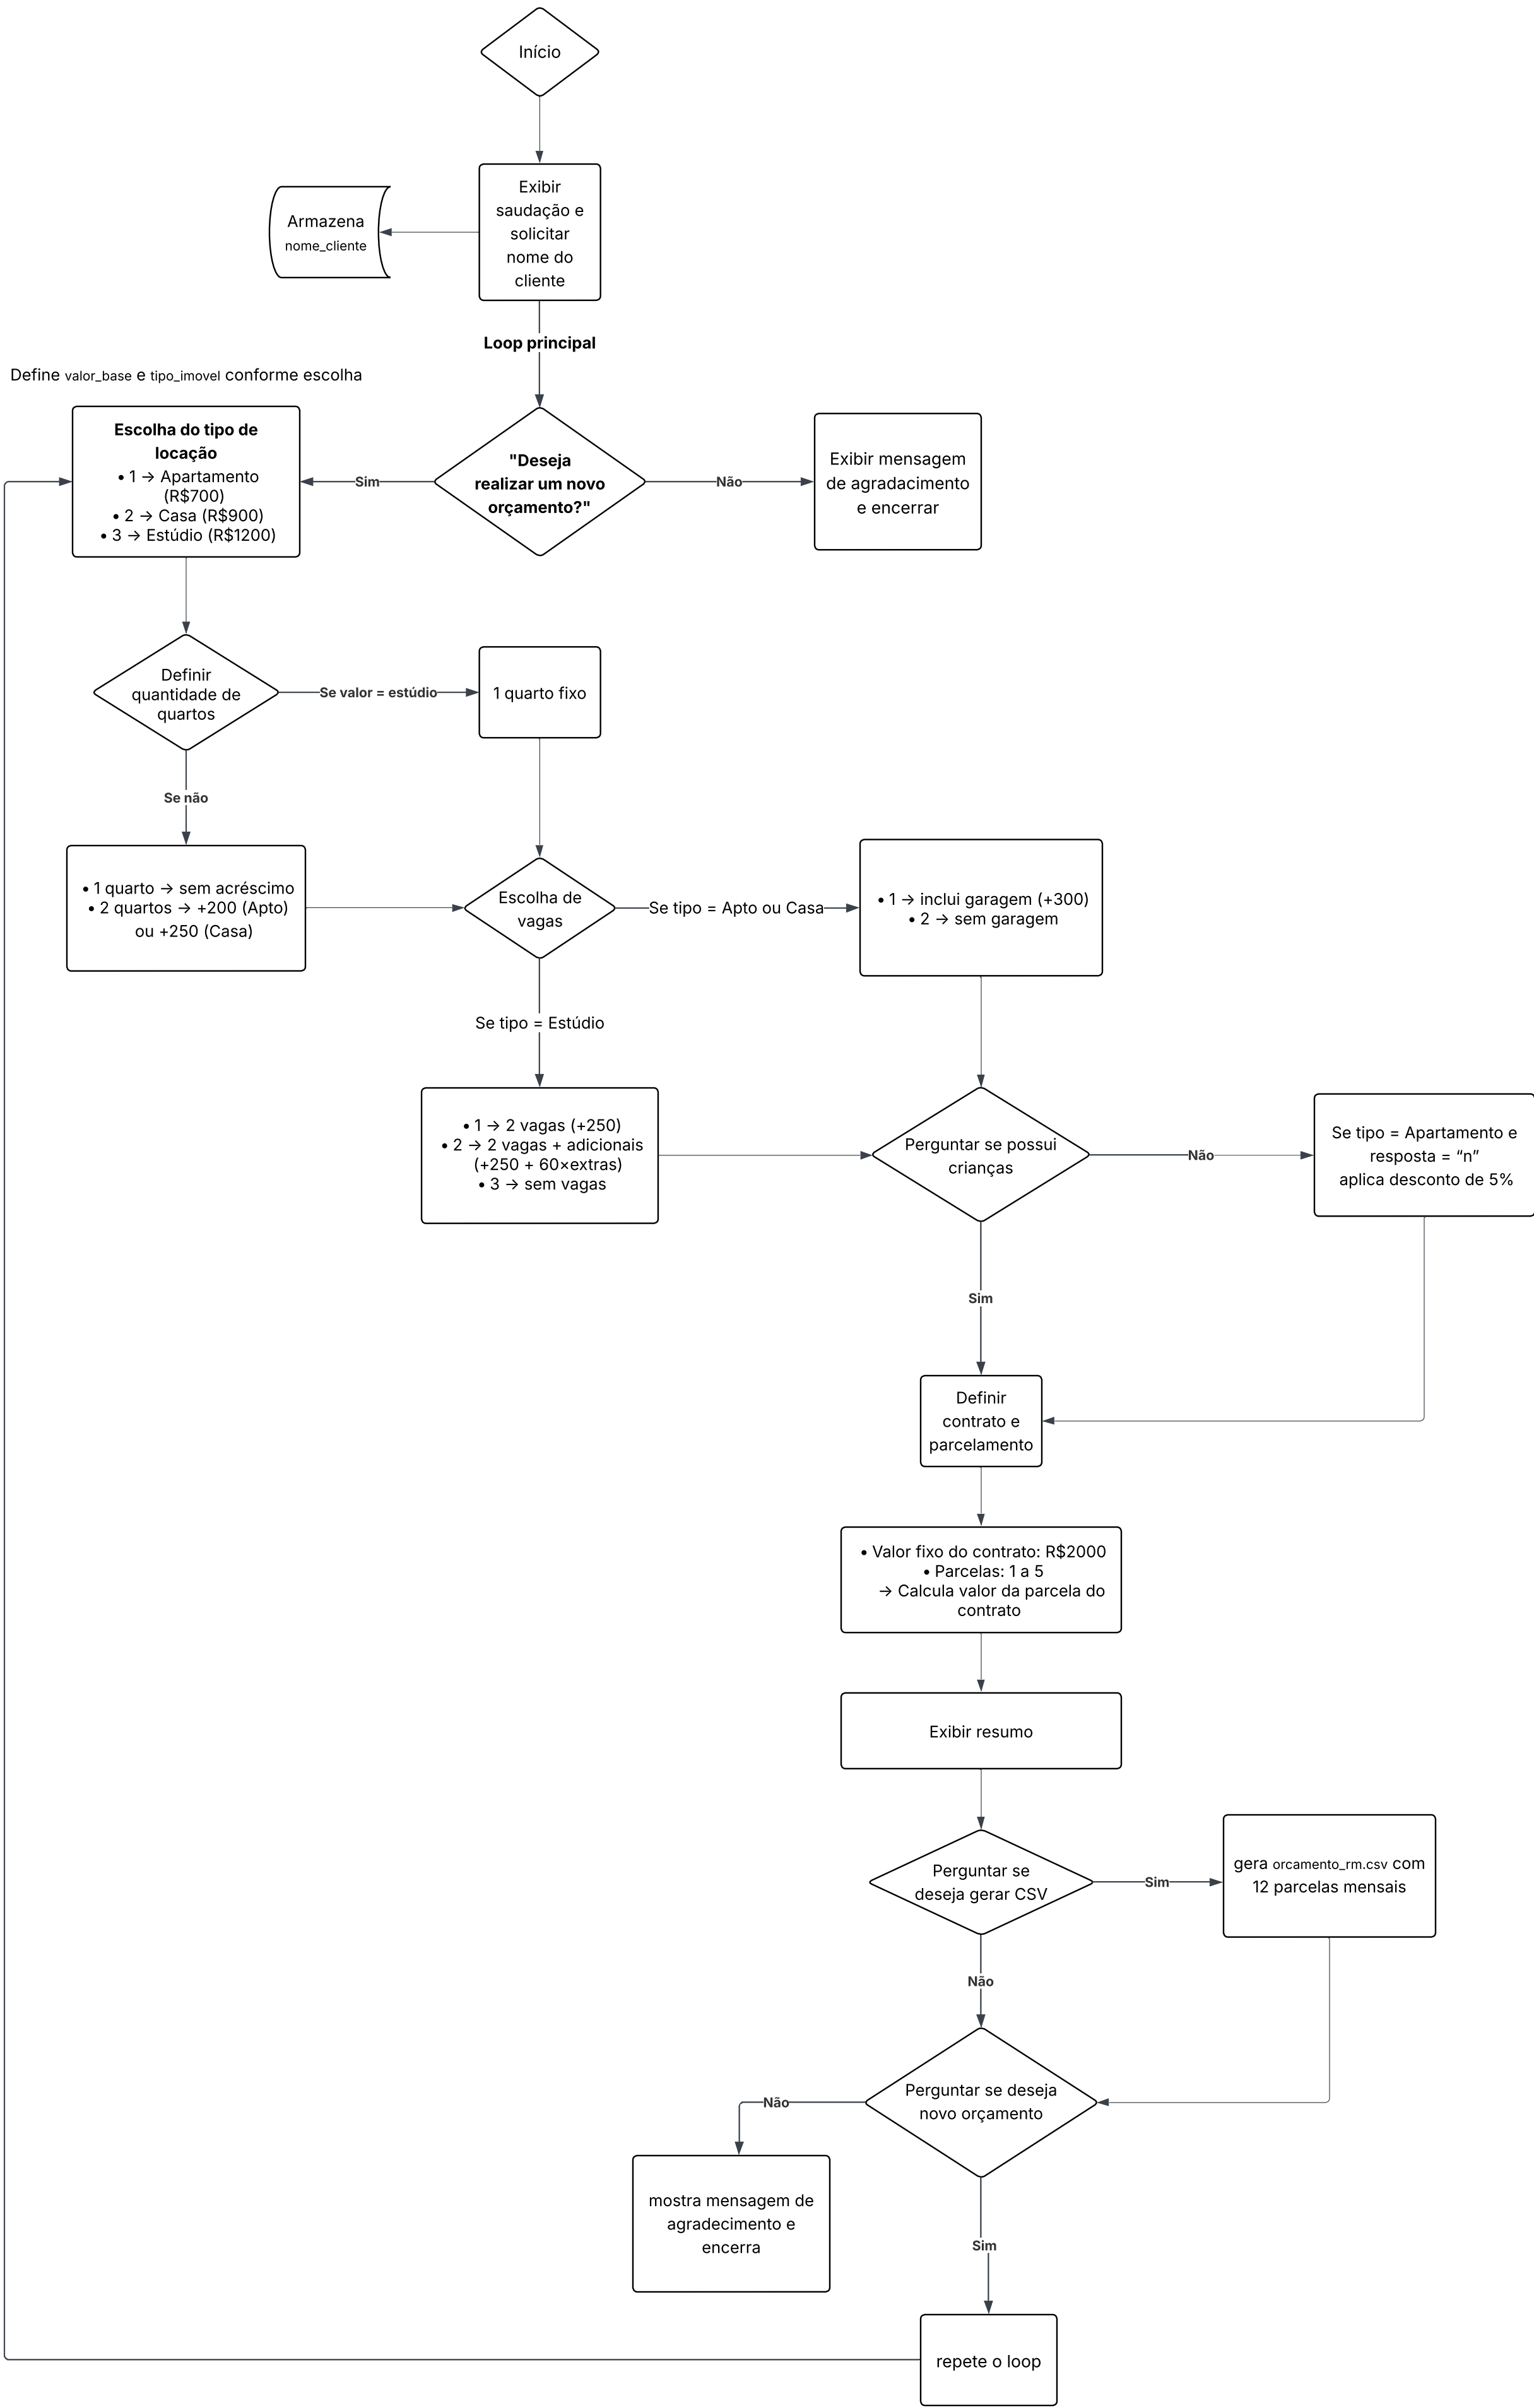 Início
Exibir
saudação e
solicitar
nome do
cliente
Armazena
nome_cliente
Loop principal
Define valor_base e tipo_imovel conforme escolha
Escolha do tipo de
locação
• 1 → Apartamento
(R$700)
• 2 → Casa (R$900)
• 3 → Estúdio (R$1200)
Sim
"Deseja
realizar um novo
orçamento?"
Não
Exibir mensagem
de agradacimento
e encerrar
Definir
quantidade de
quartos
Se valor = estúdio
1 quarto fixo
Se não
• 1 quarto → sem acréscimo
• 2 quartos → +200 (Apto)
ou +250 (Casa)
Escolha de
vagas
Se tipo = Apto ou Casa
• 1 → inclui garagem (+300)
• 2 → sem garagem
Se tipo = Estúdio
• 1 → 2 vagas (+250)
• 2 → 2 vagas + adicionais
(+250 + 60×extras)
• 3 → sem vagas
Perguntar se possui
crianças
Não
Se tipo = Apartamento e
resposta = “n”
aplica desconto de 5%
Sim
Definir
contrato e
parcelamento
• Valor fixo do contrato: R$2000
• Parcelas: 1 a 5
→ Calcula valor da parcela do
contrato
Exibir resumo
Perguntar se
deseja gerar CSV
Sim
gera orcamento_rm.csv com
12 parcelas mensais
Não
Perguntar se deseja
novo orçamento
Não
mostra mensagem de
agradecimento e
encerra
Sim
repete o loop